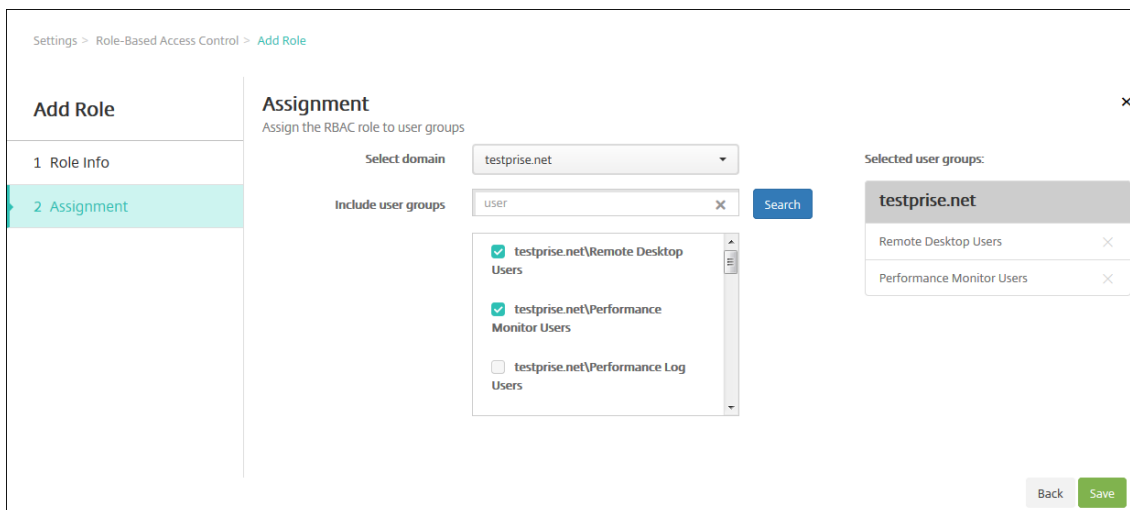 Settings > Role-Based Access Control > Add Role
Add Role
1 Role Info
2 Assignment
Assignment
Assign the RBAC role to user groups
Select domain
testprise.net
Include user groups
user
Search
testprise.net\Remote Desktop
Users
testprise.net\Performance
Monitor Users
testprise.net\Performance Log
Users
Selected user groups:
testprise.net
Remote Desktop Users
Performance Monitor Users
Back
Save